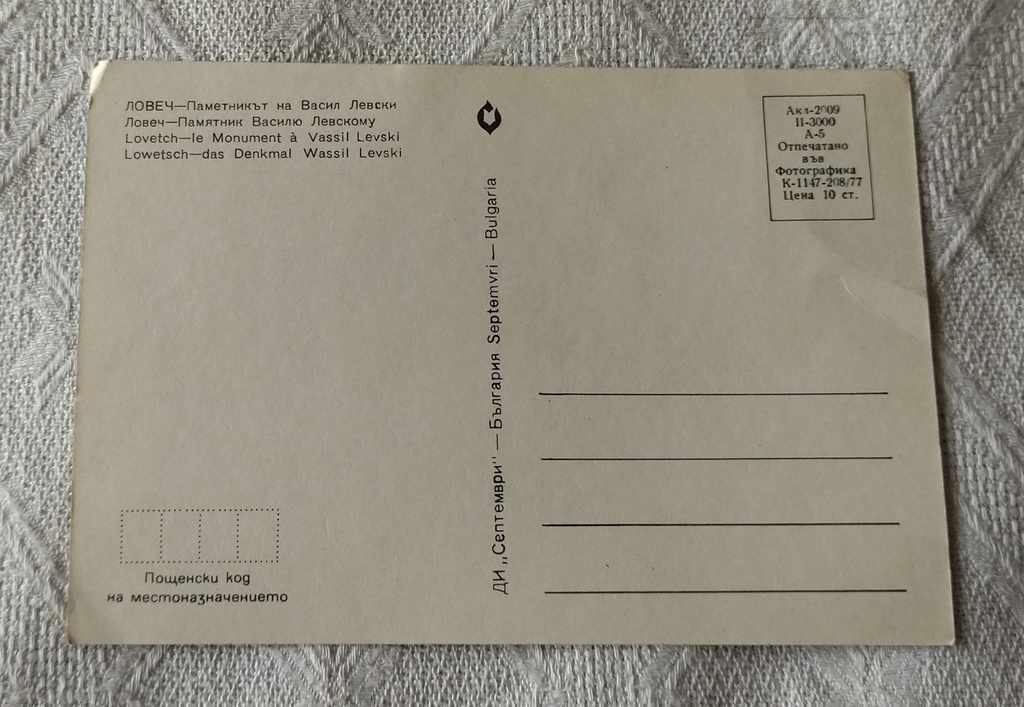 ЛОВЕЧ—Паметникът на Васил Левски
Ловеч—Памятник Василю Левскому
Lovetch—le Monument à Vassil Levski
Lowetsch—das Denkmal Wassil Levski
ДИ „Септември" — България Septemvri — Bulgaria
Акл-2009
II-3000
А-5
Отпечатано
във
Фотографика
К-1147-208/77
Цена 10 ст.
Пощенски код
на местоназначението